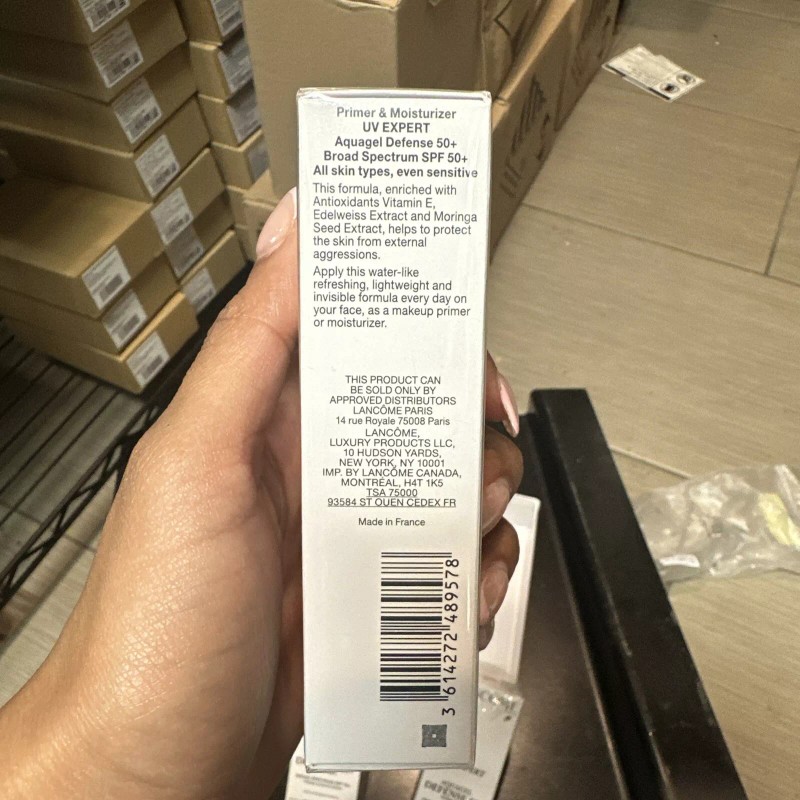 Primer & Moisturizer
UV EXPERT
Aquagel Defense 50+
Broad Spectrum SPF 50+
All skin types, even sensitive
This formula, enriched with
Antioxidants Vitamin E,
Edelweiss Extract and Moringa
Seed Extract, helps to protect
the skin from external
aggressions.
Apply this water-like
refreshing, lightweight and
invisible formula every day on
your face, as a makeup primer
or moisturizer.
THIS PRODUCT CAN
BE SOLD ONLY BY
APPROVED DISTRIBUTORS
LANCÔME PARIS
14 rue Royale 75008 Paris
LANCÔME,
LUXURY PRODUCTS LLC,
10 HUDSON YARDS,
NEW YORK, NY 10001
IMP. BY LANCÔME CANADA,
MONTRÉAL, H4T 1K5
TSA 75000
93584 ST OUEN CEDEX FR
Made in France
3 614272 489578